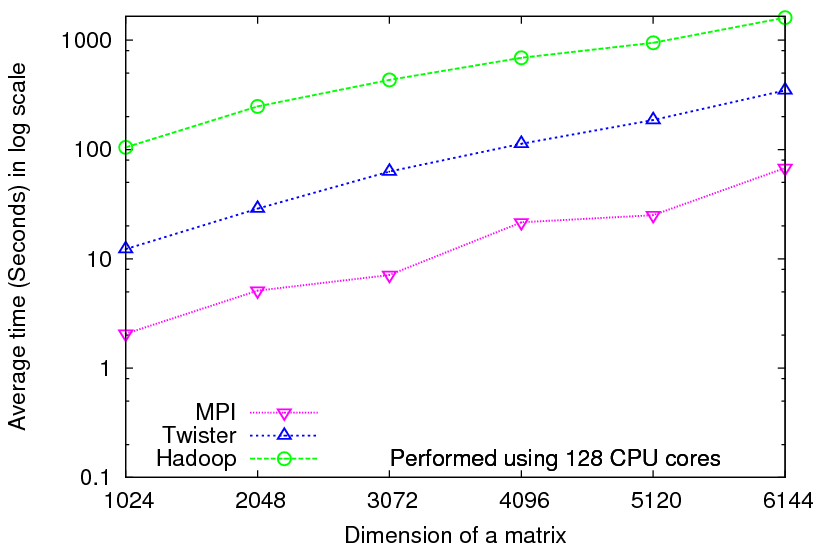 Average time (Seconds) in log scale
1000
100
10
1
0.1
MPI
Twister
Hadoop
Performed using 128 CPU cores
1024 2048 3072 4096 5120 6144
Dimension of a matrix